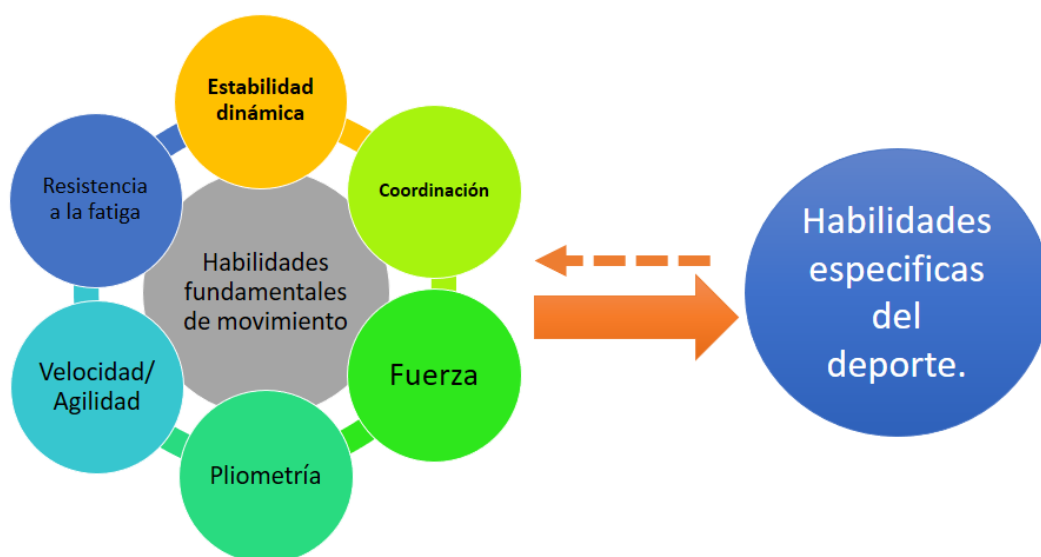 Estabilidad
dinámica
Coordinación
Fuerza
Pliometría
Velocidad/
Agilidad
Resistencia
a la fatiga
Habilidades
fundamentales
de movimiento
Habilidades
especificas
del
deporte.